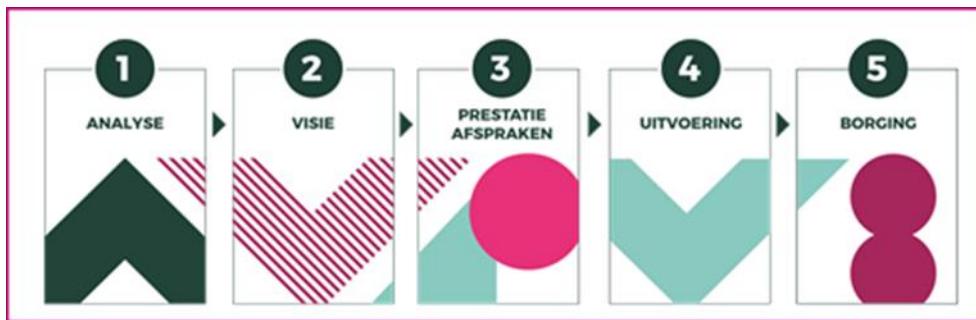 1
ANALYSE
2
VISIE
3
PRESTATIE
AFSPRAKEN
4
UITVOERING
5
BORGING